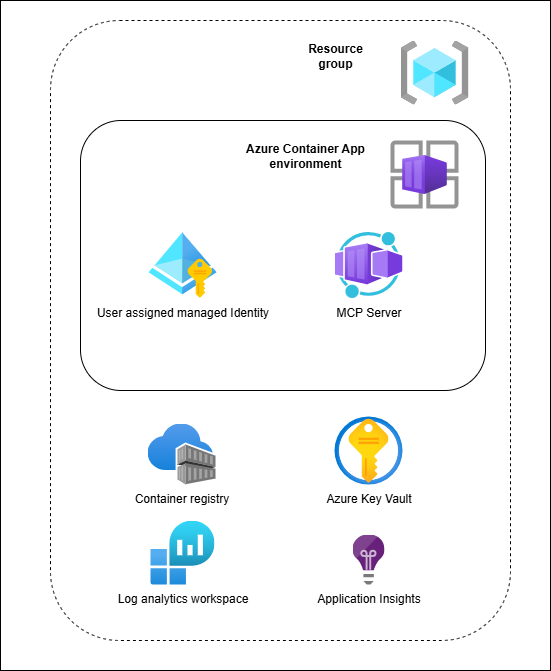 Resource
group
Azure Container App
environment
User assigned managed Identity
MCP Server
Container registry
Azure Key Vault
Log analytics workspace
Application Insights